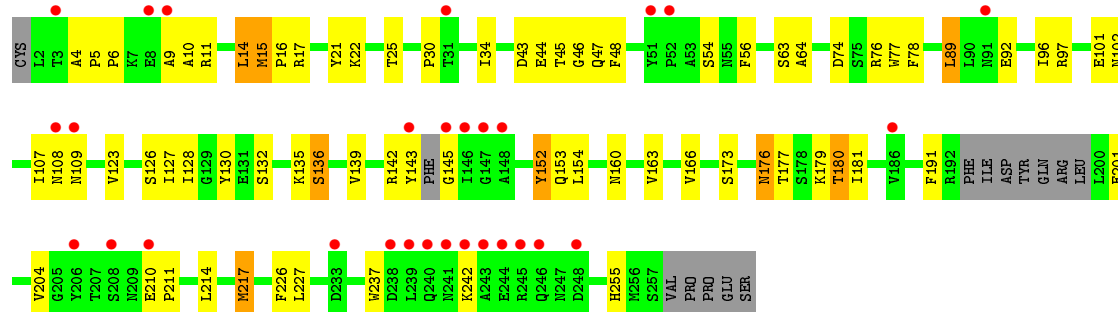 CYS L2 T3 A4 P5 P6 K7 E8 A9 A10 R11 L14 M15 P16 R17 Y21 K22 T25 P30 T31 I34 D43 E44 T45 G46 Q47 F48 Y51 P52 A53 S54 N55 F56 S63 A64 D74 S75 R76 W77 F78 L89 L90 N91 E92 I96 R97 E101
I107 N108 N109 V123 S126 I127 I128 G129 Y130 E131 S132 K135 S136 V139 R142 Y143 PHE G145 I146 G147 A148 Y152 Q153 L154 N160 V163 V166 S173 N176 T177 S178 K179 T180 I181 V186 F191 R192 PHE ILE ASP TYR GLN ARG LEU L200
V204 G205 Y206 T207 S208 N209 E210 P211 L214 M217 F226 L227 D233 W237 D238 L239 Q240 N241 K242 A243 E244 R245 Q246 N247 D248 H255 M256 S257 VAL PRO PRO GLU SER